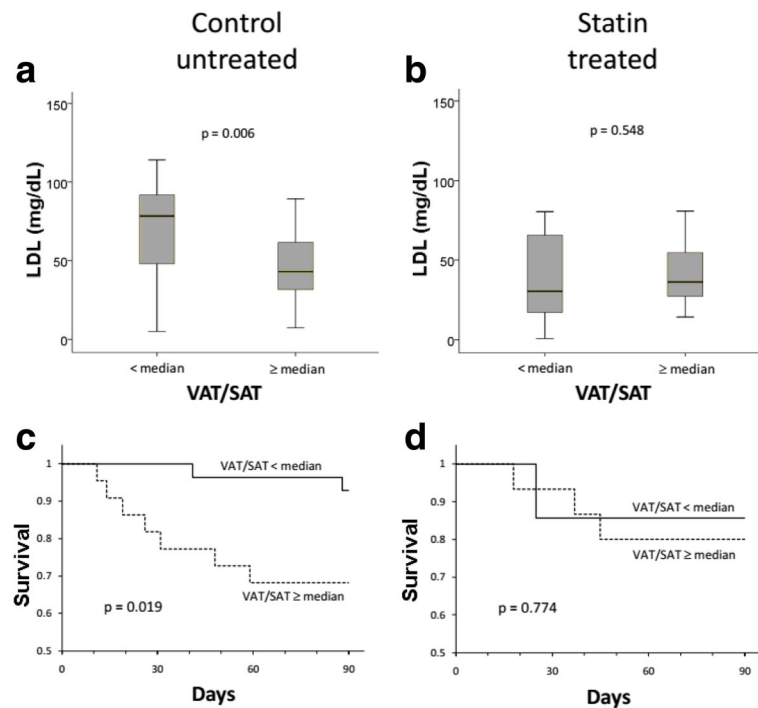 Control
untreated
Statin
treated
a
b
150
p = 0.006
100
50
0
LDL (mg/dL)
< median
≥ median
VAT/SAT
150
p = 0.548
100
50
0
LDL (mg/dL)
< median
≥ median
VAT/SAT
c
d
1
VAT/SAT < median
0.9
0.8
0.7
VAT/SAT ≥ median
0.6
p = 0.019
0.5
Survival
0
30
60
90
Days
1
0.9
VAT/SAT < median
0.8
VAT/SAT ≥ median
0.7
0.6
p = 0.774
0.5
Survival
0
30
60
90
Days